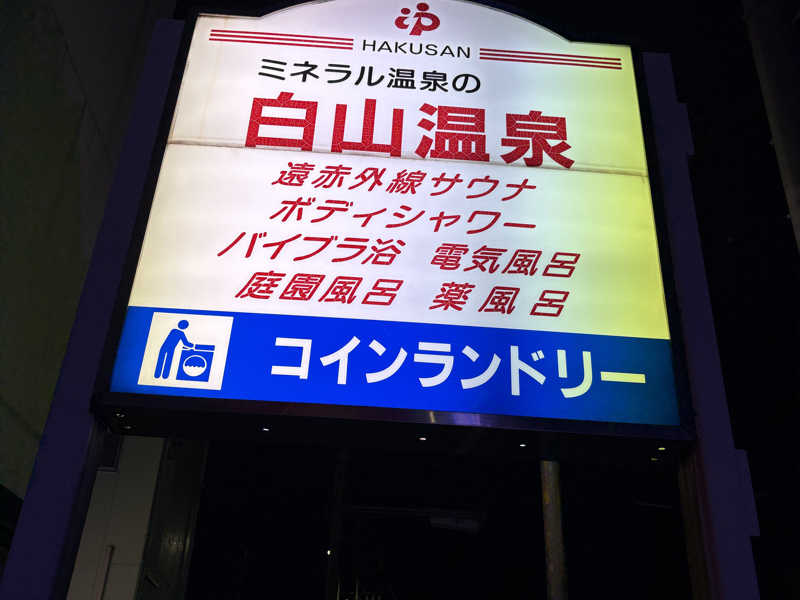 HAKUSAN
ミネラル温泉の
白山温泉
遠赤外線サウナ
ボディシャワー
バイブラ浴 電気風呂
庭園風呂 薬風呂
コインランドリー